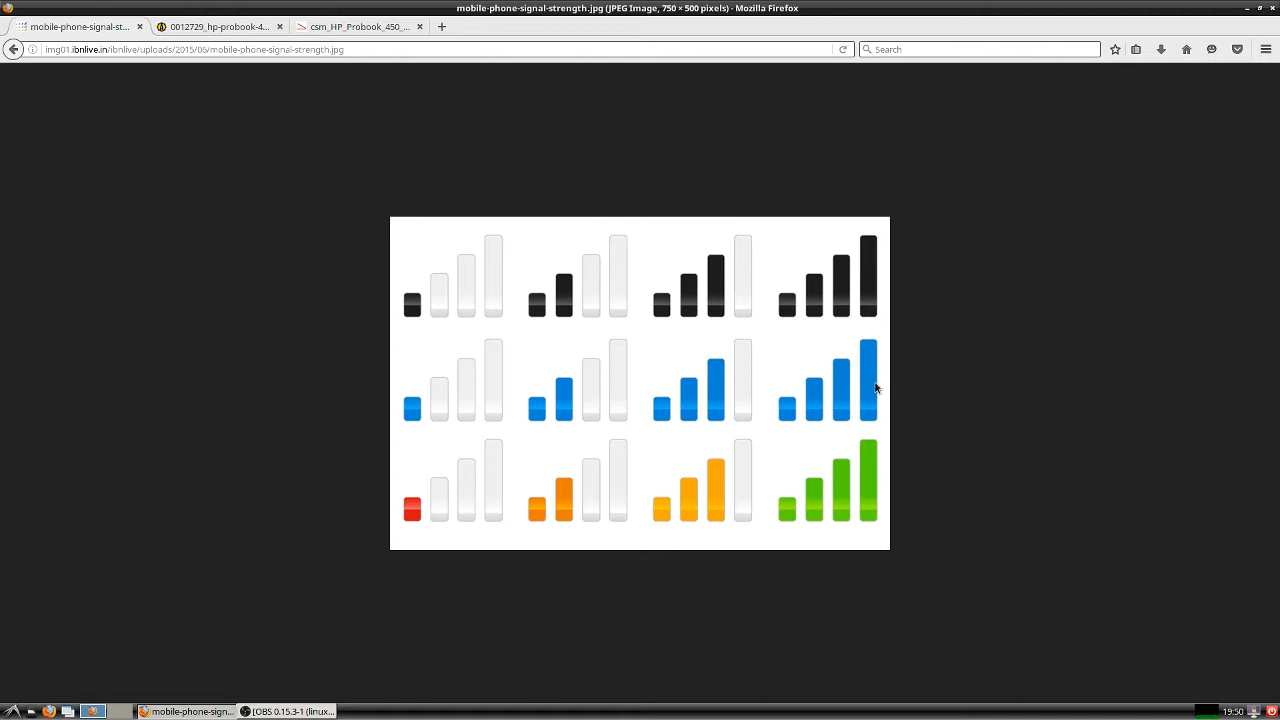 mobile-phone-signal-strength.jpg (JPEG Image, 750 × 500 pixels) - Mozilla Firefox
mobile-phone-signal-st...
0012729_hp-probook-4...
csm_HP_Probook_450_...
img01.ibnlive.in/ibnlive/uploads/2015/06/mobile-phone-signal-strength.jpg
Search
mobile-phone-sign...
[OBS 0.15.3-1 (linux...
19:50